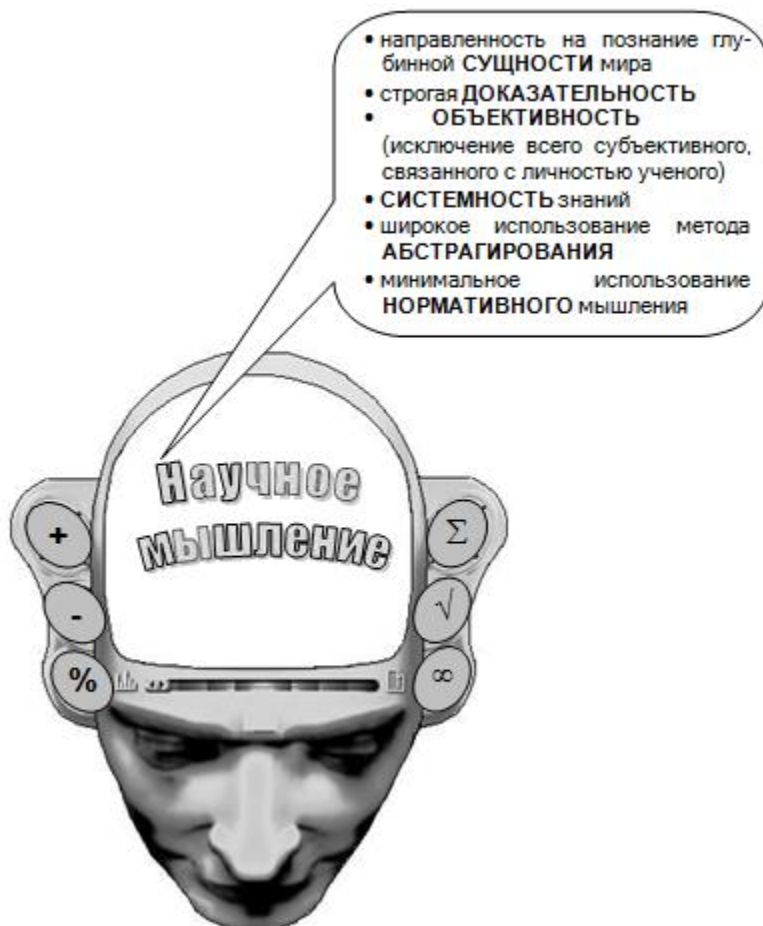 • направленность на познание глу-
бинной СУЩНОСТИ мира
• строгая ДОКАЗАТЕЛЬНОСТЬ
• ОБЪЕКТИВНОСТЬ
(исключение всего субъективного,
связанного с личностью ученого)
• СИСТЕМНОСТЬ знаний
• широкое использование метода
АБСТРАГИРОВАНИЯ
• минимальное использование
НОРМАТИВНОГО мышления
Научное
мышление
+
-
%
Σ
√
∞